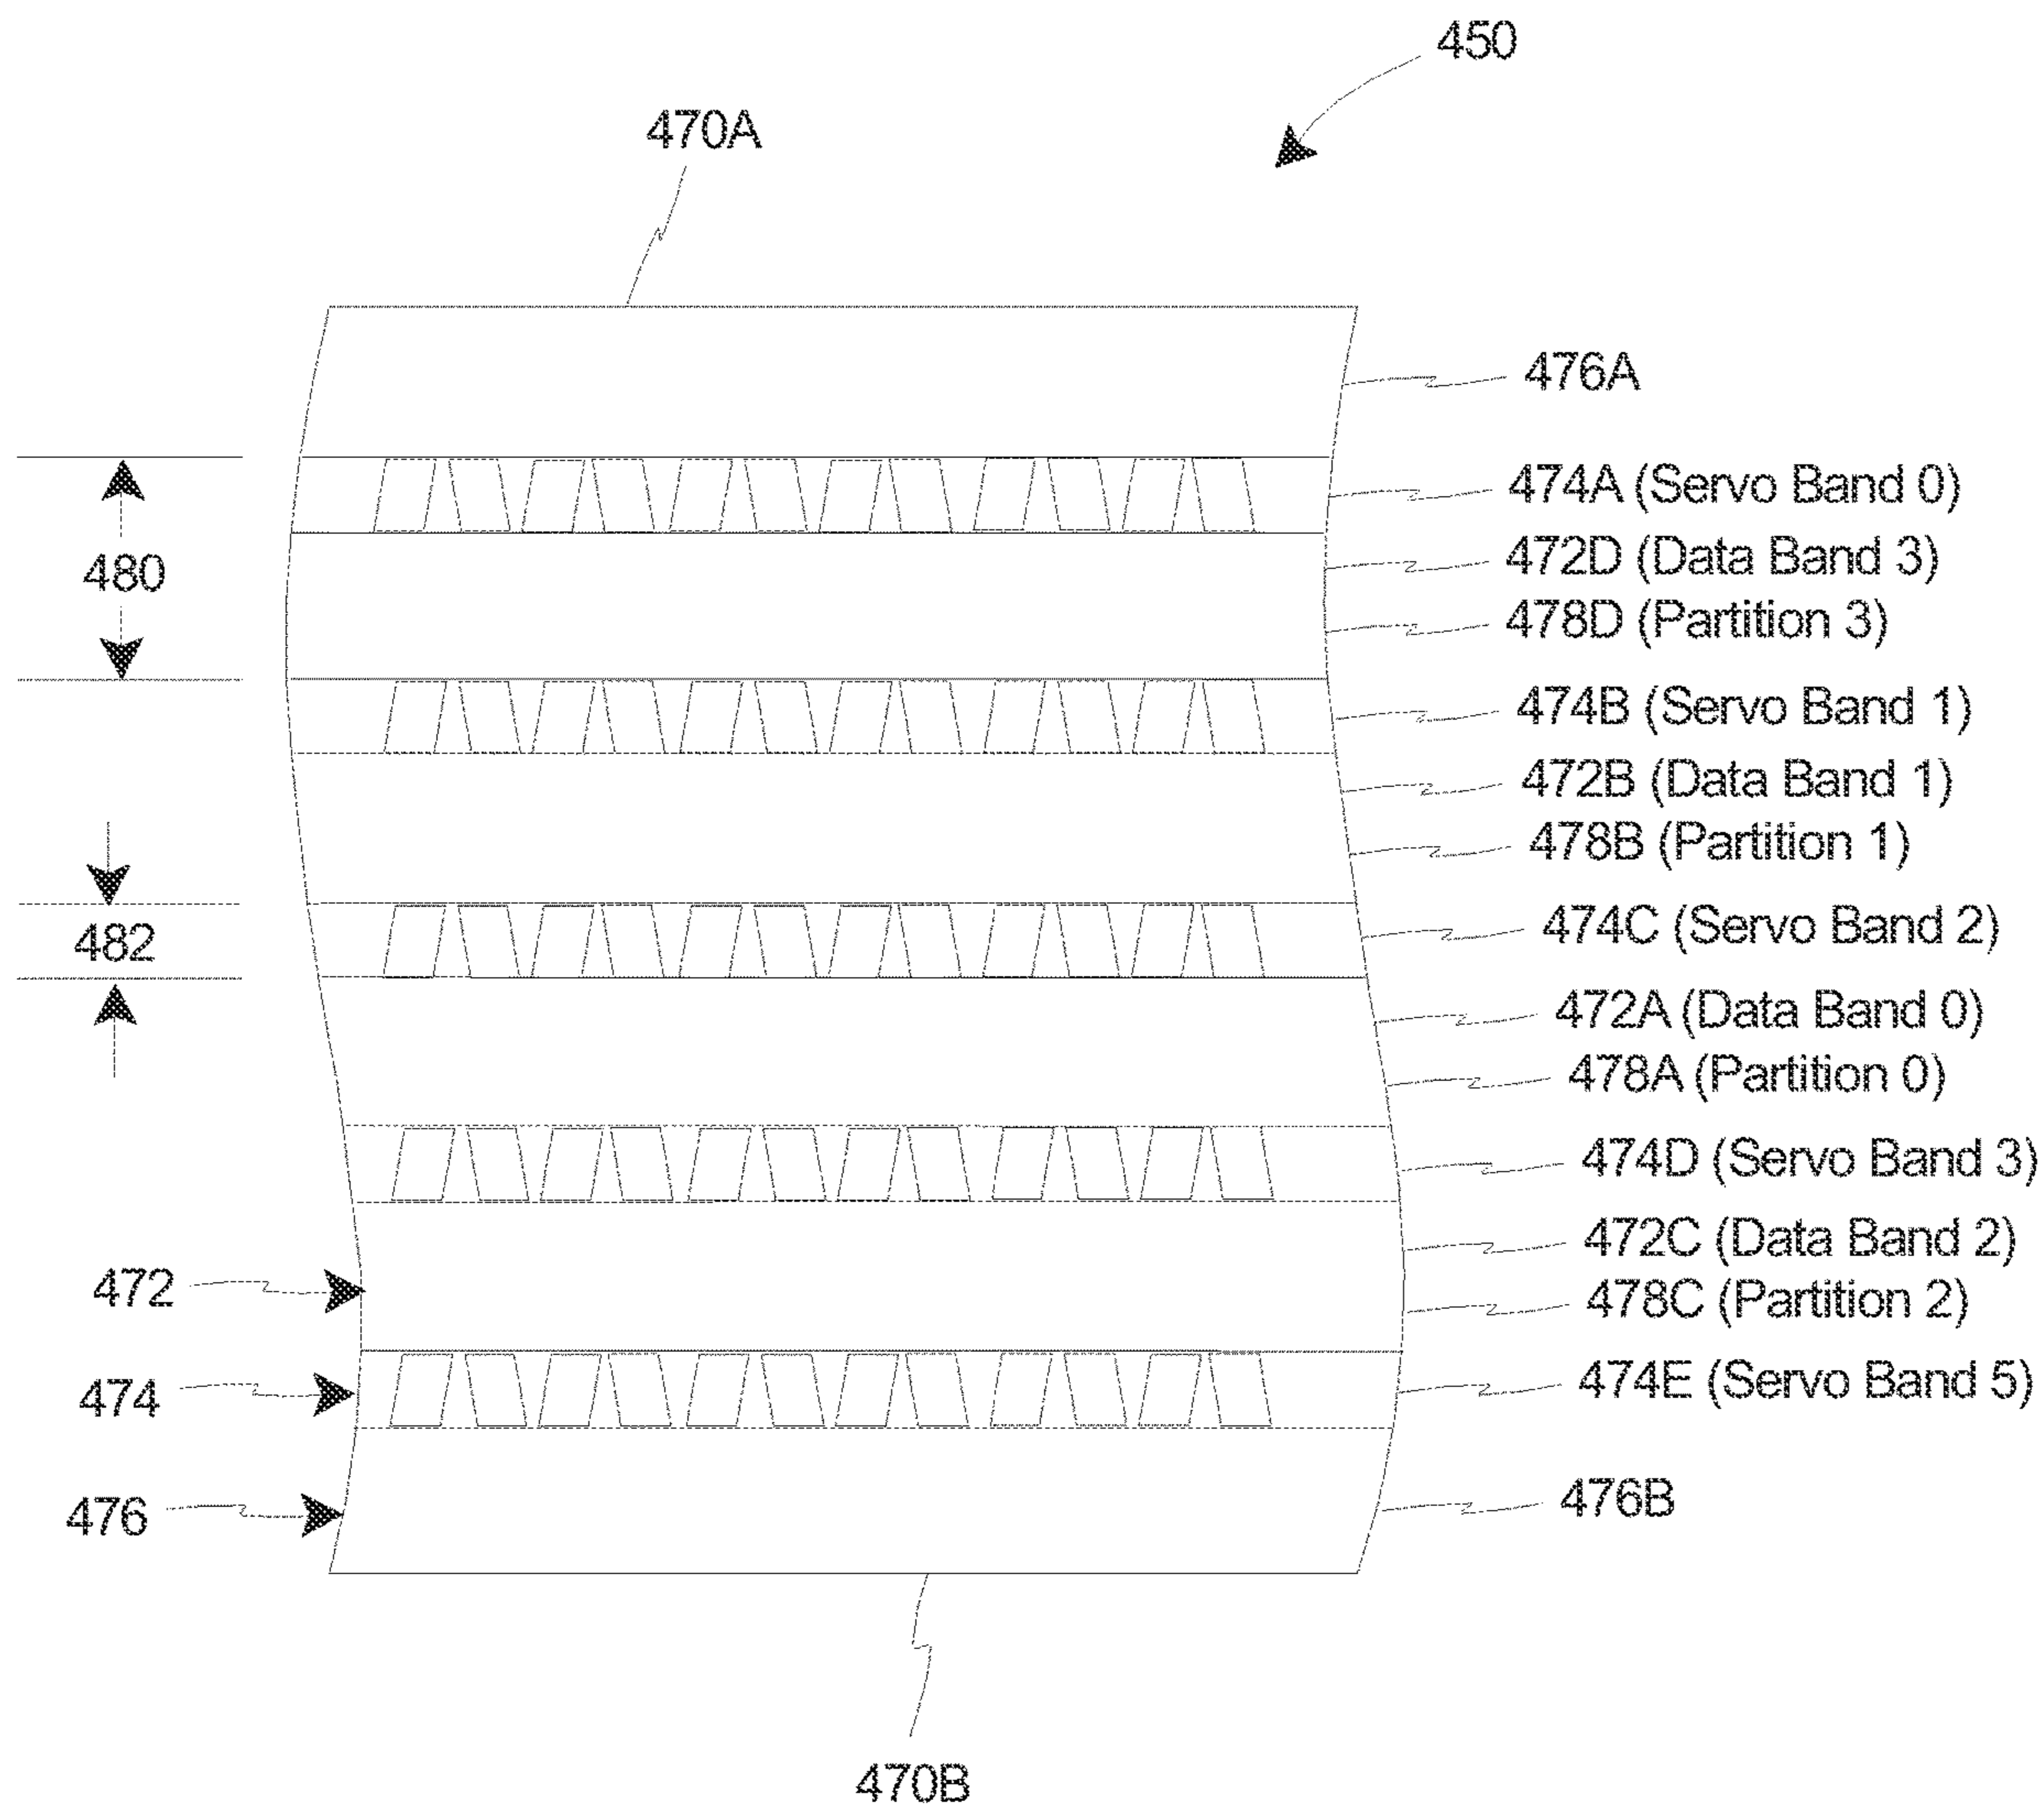 450
470A
476A
474A (Servo Band 0)
472D (Data Band 3)
480
478D (Partition 3)
474B (Servo Band 1)
472B (Data Band 1)
478B (Partition 1)
482
474C (Servo Band 2)
472A (Data Band 0)
478A (Partition 0)
474D (Servo Band 3)
472C (Data Band 2)
472
478C (Partition 2)
474
474E (Servo Band 5)
476
476B
470B